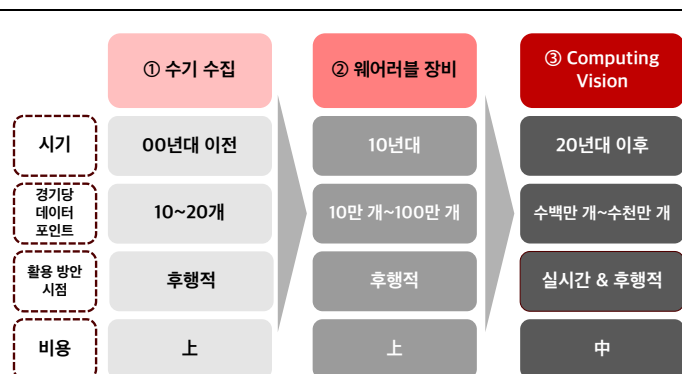 ① 수기 수집
② 웨어러블 장비
③ Computing
Vision
시기
00년대 이전
10년대
20년대 이후
경기당
데이터
포인트
10~20개
10만 개~100만 개
수백만 개~수천만 개
활용 방안
시점
후행적
후행적
실시간 & 후행적
비용
上
上
中